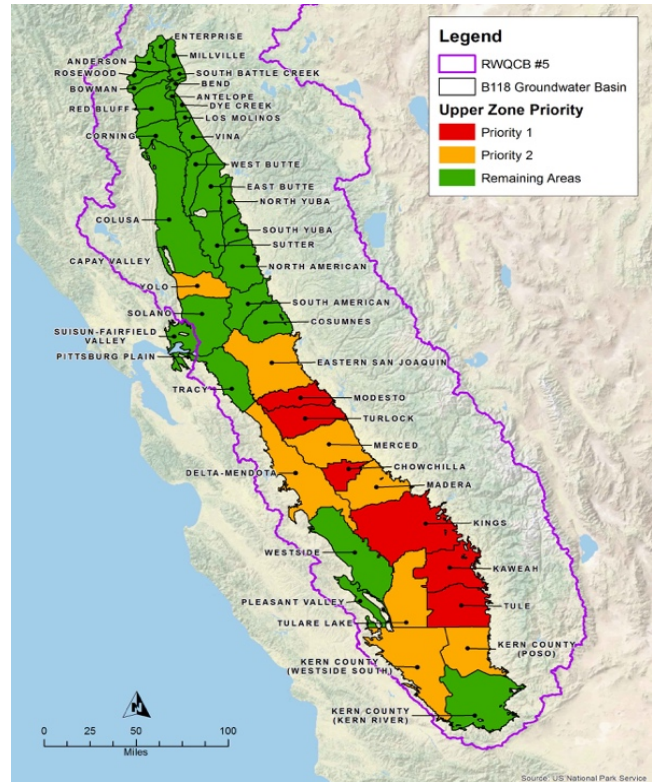 Legend
RWQCB #5
B118 Groundwater Basin
Upper Zone Priority
Priority 1
Priority 2
Remaining Areas
ENTERPRISE
ANDERSON
MILLVILLE
ROSEWOOD
SOUTH BATTLE CREEK
BEND
BOWMAN
ANTELOPE
RED BLUFF
DYE CREEK
LOS MOLINOS
CORNING
VINA
WEST BUTTE
EAST BUTTE
NORTH YUBA
COLUSA
SOUTH YUBA
SUTTER
CAPAY VALLEY
NORTH AMERICAN
YOLO
SOUTH AMERICAN
SOLANO
COSUMNES
SUISUN-FAIRFIELD
VALLEY
PITTSBURG PLAIN
EASTERN SAN JOAQUIN
TRACY
MODESTO
TURLOCK
MERCED
DELTA-MENDOTA
CHOWCHILLA
MADERA
KINGS
WESTSIDE
KAWEAH
PLEASANT VALLEY
TULE
TULARE LAKE
KERN COUNTY
(POSO)
KERN COUNTY
(WESTSIDE SOUTH)
KERN COUNTY
(KERN RIVER)
N
0 25 50 100
Miles
Source: US National Park Service